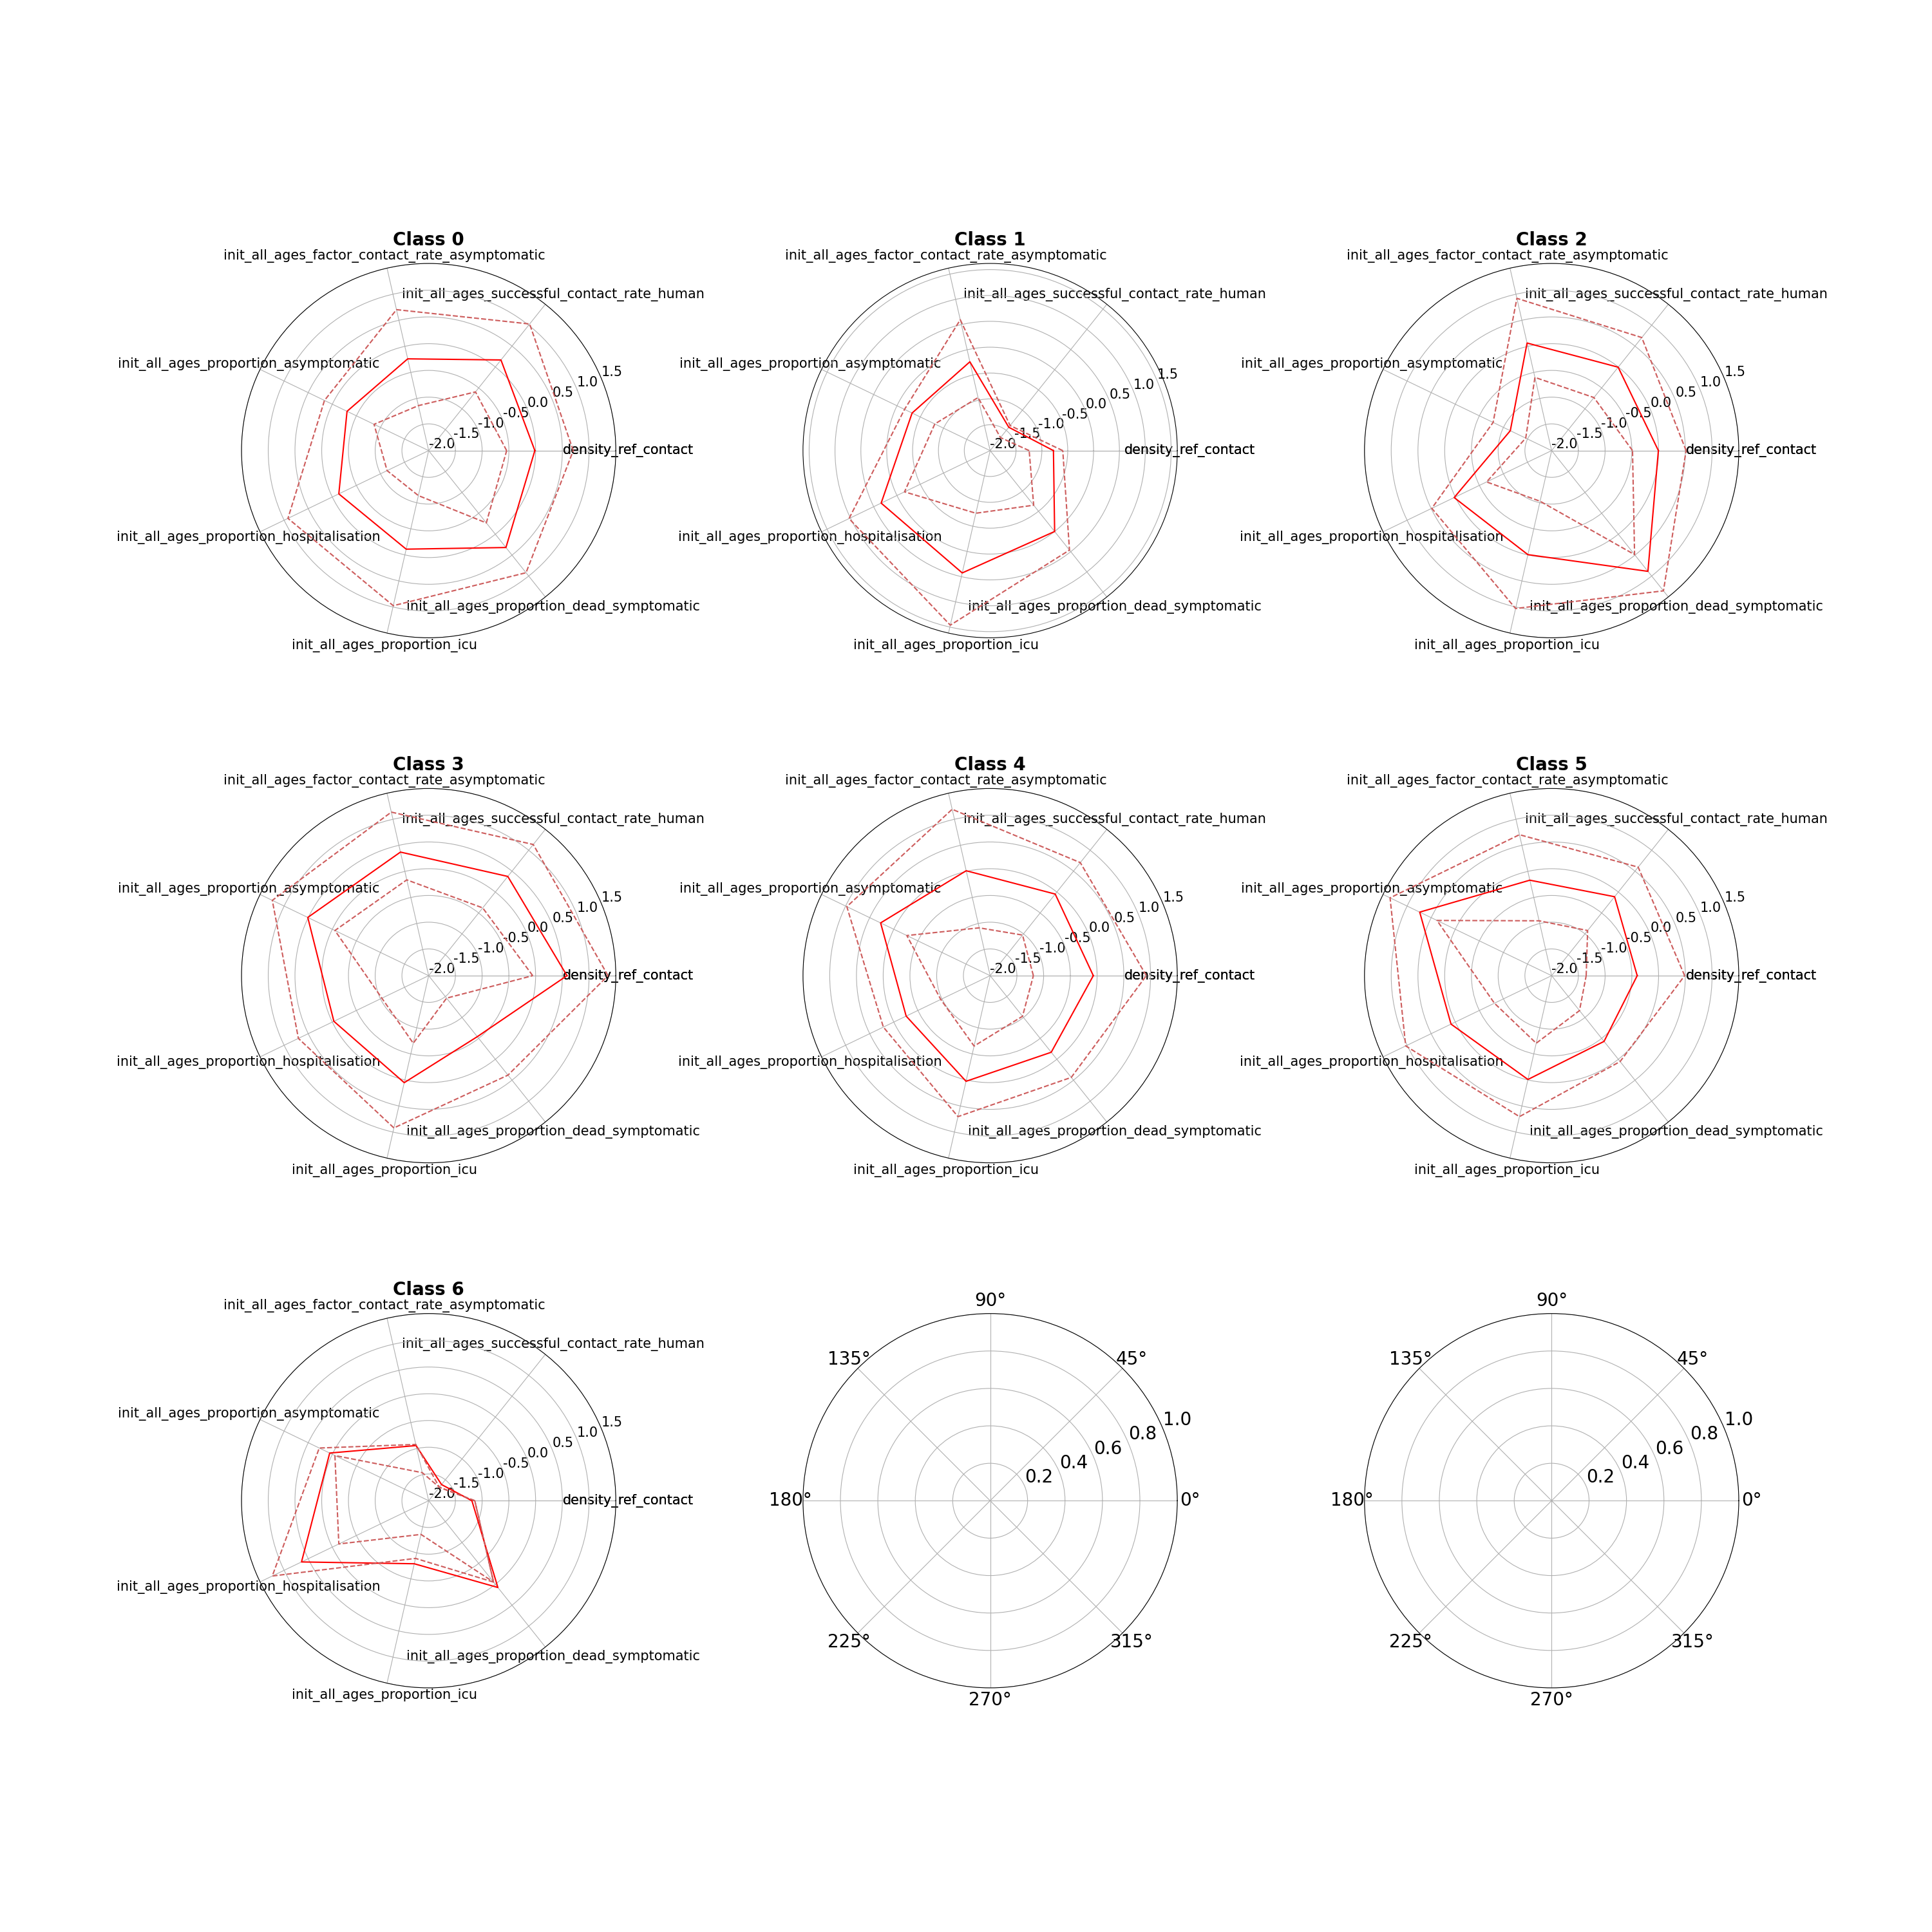 Class 0
init_all_ages_factor_contact_rate_asymptomatic
init_all_ages_successful_contact_rate_human
init_all_ages_proportion_asymptomatic
1.5
1.0
0.5
0.0
-0.5
-1.0
-1.5
-2.0
density_ref_contact
init_all_ages_proportion_hospitalisation
init_all_ages_proportion_dead_symptomatic
init_all_ages_proportion_icu
Class 1
init_all_ages_factor_contact_rate_asymptomatic
init_all_ages_successful_contact_rate_human
init_all_ages_proportion_asymptomatic
1.5
1.0
0.5
0.0
-0.5
-1.0
-1.5
-2.0
density_ref_contact
init_all_ages_proportion_hospitalisation
init_all_ages_proportion_dead_symptomatic
init_all_ages_proportion_icu
Class 2
init_all_ages_factor_contact_rate_asymptomatic
init_all_ages_successful_contact_rate_human
init_all_ages_proportion_asymptomatic
1.5
1.0
0.5
0.0
-0.5
-1.0
-1.5
-2.0
density_ref_contact
init_all_ages_proportion_hospitalisation
init_all_ages_proportion_dead_symptomatic
init_all_ages_proportion_icu
Class 3
init_all_ages_factor_contact_rate_asymptomatic
init_all_ages_successful_contact_rate_human
init_all_ages_proportion_asymptomatic
1.5
1.0
0.5
0.0
-0.5
-1.0
-1.5
-2.0
density_ref_contact
init_all_ages_proportion_hospitalisation
init_all_ages_proportion_dead_symptomatic
init_all_ages_proportion_icu
Class 4
init_all_ages_factor_contact_rate_asymptomatic
init_all_ages_successful_contact_rate_human
init_all_ages_proportion_asymptomatic
1.5
1.0
0.5
0.0
-0.5
-1.0
-1.5
-2.0
density_ref_contact
init_all_ages_proportion_hospitalisation
init_all_ages_proportion_dead_symptomatic
init_all_ages_proportion_icu
Class 5
init_all_ages_factor_contact_rate_asymptomatic
init_all_ages_successful_contact_rate_human
init_all_ages_proportion_asymptomatic
1.5
1.0
0.5
0.0
-0.5
-1.0
-1.5
-2.0
density_ref_contact
init_all_ages_proportion_hospitalisation
init_all_ages_proportion_dead_symptomatic
init_all_ages_proportion_icu
Class 6
init_all_ages_factor_contact_rate_asymptomatic
init_all_ages_successful_contact_rate_human
init_all_ages_proportion_asymptomatic
1.5
1.0
0.5
0.0
-0.5
-1.0
-1.5
-2.0
density_ref_contact
init_all_ages_proportion_hospitalisation
init_all_ages_proportion_dead_symptomatic
init_all_ages_proportion_icu
90°
135°
45°
1.0
0.8
0.6
0.4
0.2
180°
0°
225°
315°
270°
90°
135°
45°
1.0
0.8
0.6
0.4
0.2
180°
0°
225°
315°
270°